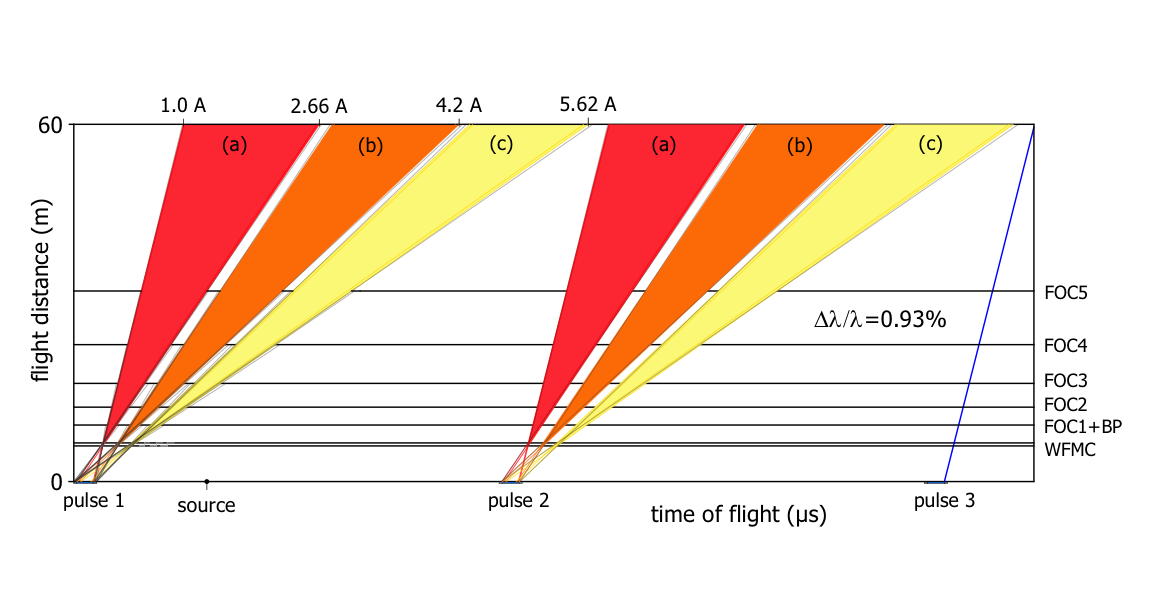 1.0 A 2.66 A 4.2 A 5.62 A
60
(a) (b) (c) (a) (b) (c)
flight distance (m)
FOC5
Δλ/λ=0.93%
FOC4
FOC3
FOC2
FOC1+BP
WFMC
0
pulse 1 source pulse 2 pulse 3
time of flight (μs)